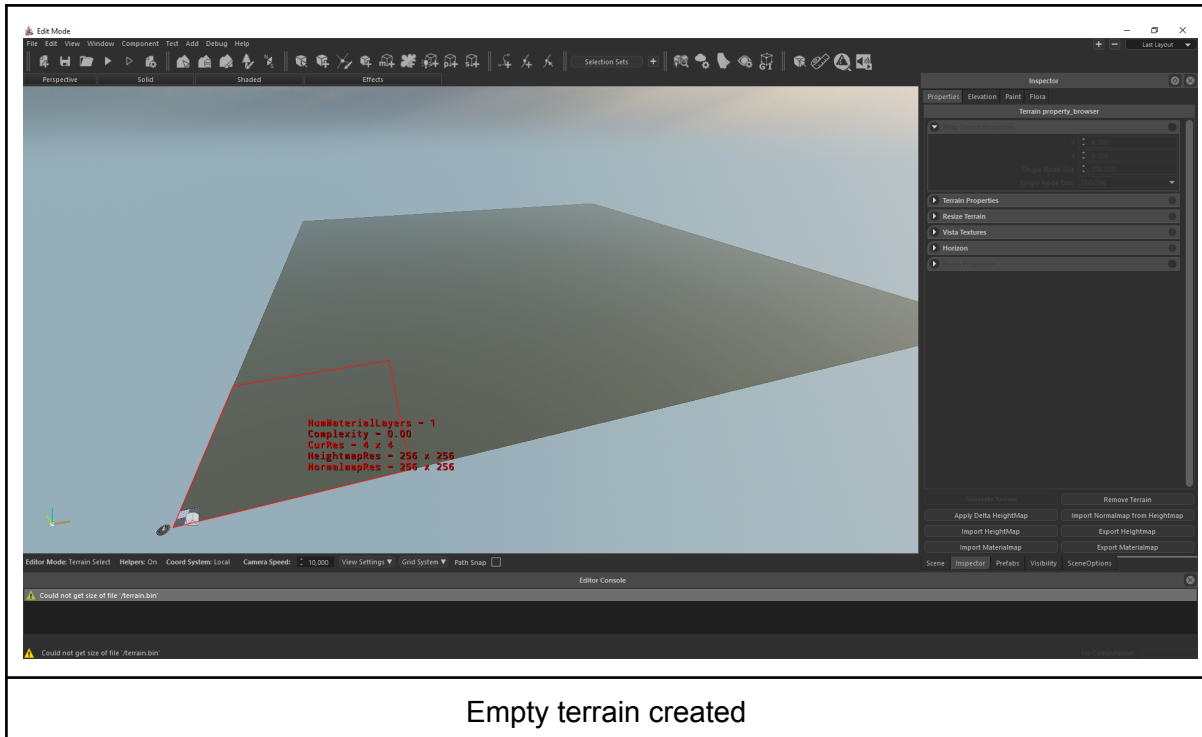 Edit Mode
File Edit View Window Component Test Add Debug Help
Last Layout
Selection Sets
G-I
Perspective Solid Shaded Effects
Inspector
Properties Elevation Paint Flora
Terrain property_browser
Terrain Properties
Resize Terrain
Vista Textures
Horizon
NumMaterialLayers - 1
Complexity - 0.00
CurRes - 4 x 4
HeightmapRes - 256 x 256
NormalmapRes - 256 x 256
Remove Terrain
Apply Delta HeightMap Import Normalmap from Heightmap
Import HeightMap Export Heightmap
Import Materialmap Export Materialmap
Editor Mode: Terrain Select Helpers: On Coord System: Local Camera Speed: 10,000 View Settings Grid System Path Snap
Scene Inspector Prefabs Visibility SceneOptions
Editor Console
Could not get size of file '/terrain.bin'
Could not get size of file '/terrain.bin'
Empty terrain created